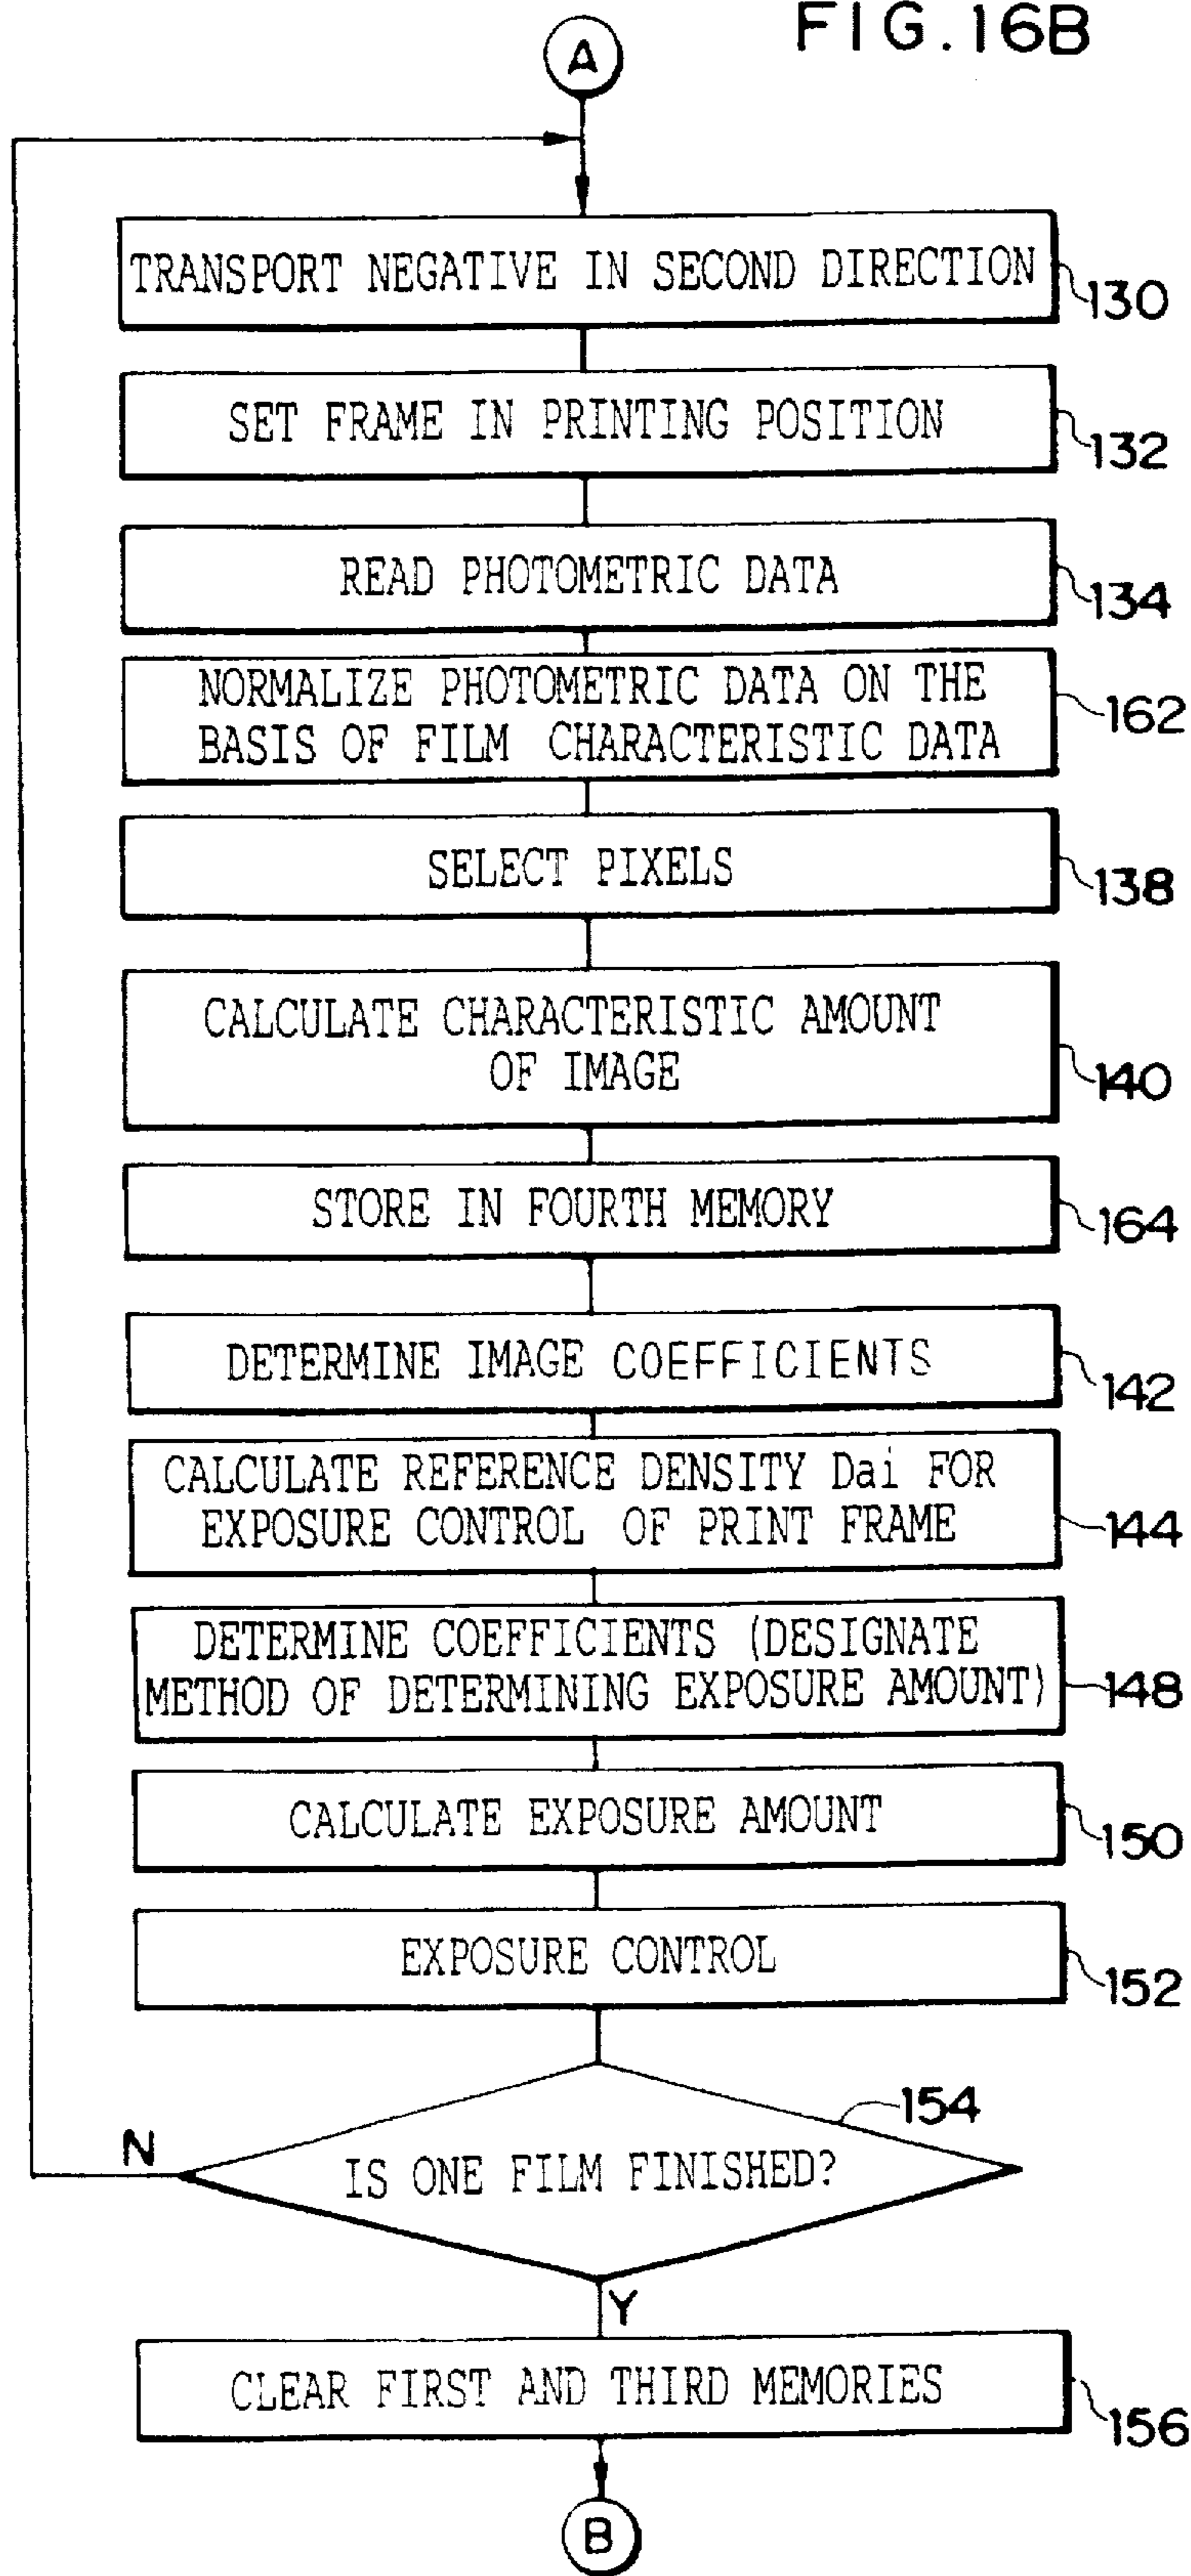 FIG.16B
A
TRANSPORT NEGATIVE IN SECOND DIRECTION
130
SET FRAME IN PRINTING POSITION
132
READ PHOTOMETRIC DATA
134
NORMALIZE PHOTOMETRIC DATA ON THE
BASIS OF FILM CHARACTERISTIC DATA
162
SELECT PIXELS
138
CALCULATE CHARACTERISTIC AMOUNT
OF IMAGE
140
STORE IN FOURTH MEMORY
164
DETERMINE IMAGE COEFFICIENTS
142
CALCULATE REFERENCE DENSITY Dai FOR
EXPOSURE CONTROL OF PRINT FRAME
144
DETERMINE COEFFICIENTS (DESIGNATE
METHOD OF DETERMINING EXPOSURE AMOUNT)
148
CALCULATE EXPOSURE AMOUNT
150
EXPOSURE CONTROL
152
154
N
IS ONE FILM FINISHED?
Y
CLEAR FIRST AND THIRD MEMORIES
156
B